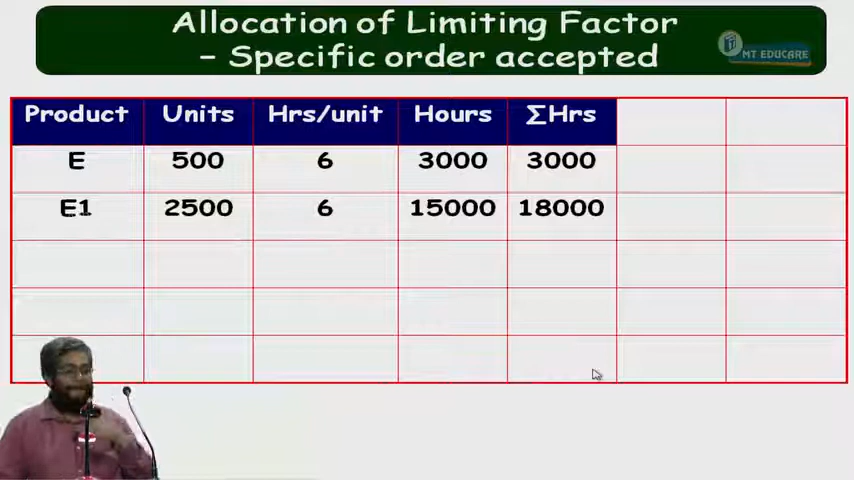 Allocation of Limiting Factor
– Specific order accepted
MT EDUCARE
Product Units Hrs/unit Hours ΣHrs
E 500 6 3000 3000
E1 2500 6 15000 18000